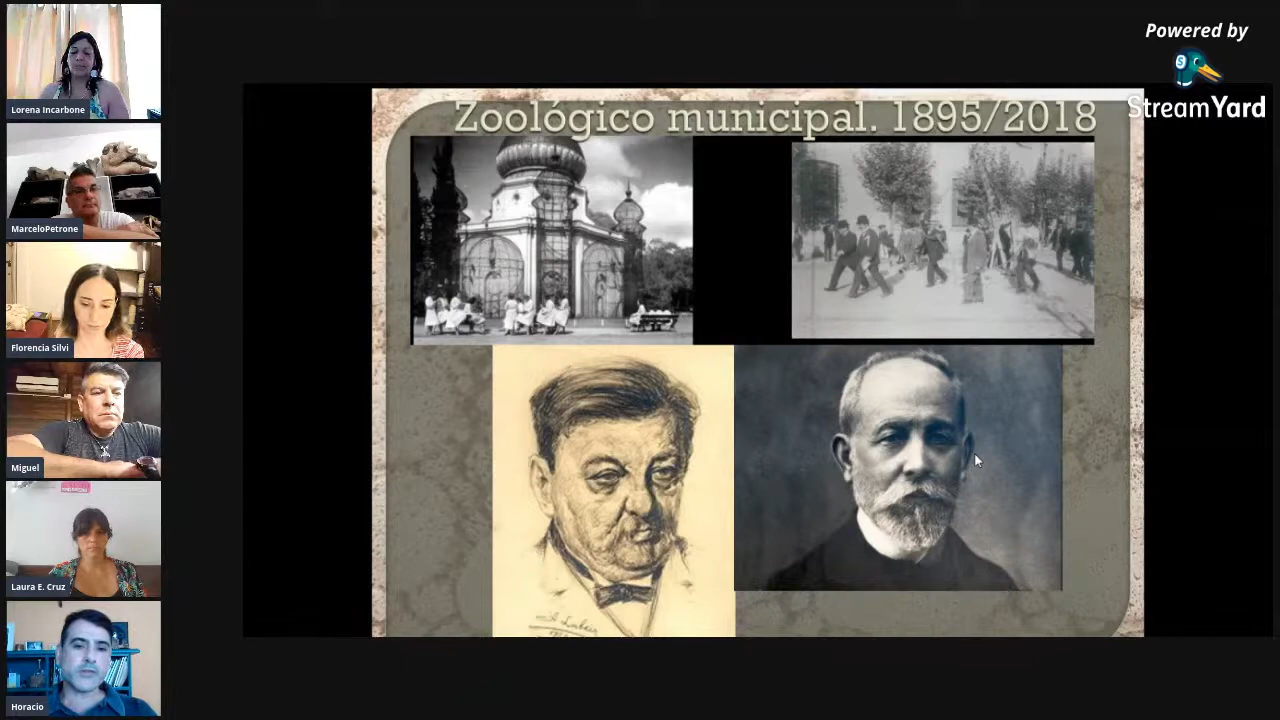 Lorena Incarbone
MarceloPetrone
Florencia Silvi
Miguel
Laura E. Cruz
Horacio
Zoológico municipal. 1895/2018
Powered by
S
StreamYard